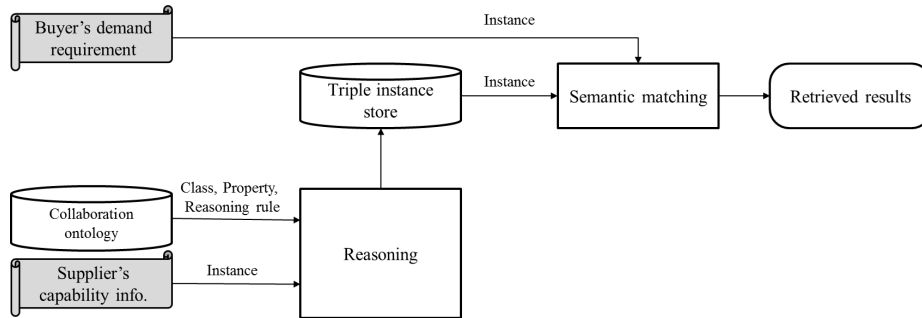 Instance
Buyer's demand
requirement
Triple instance
store
Instance
Semantic matching
Retrieved results
Class, Property,
Reasoning rule
Collaboration
ontology
Reasoning
Supplier's
capability info.
Instance